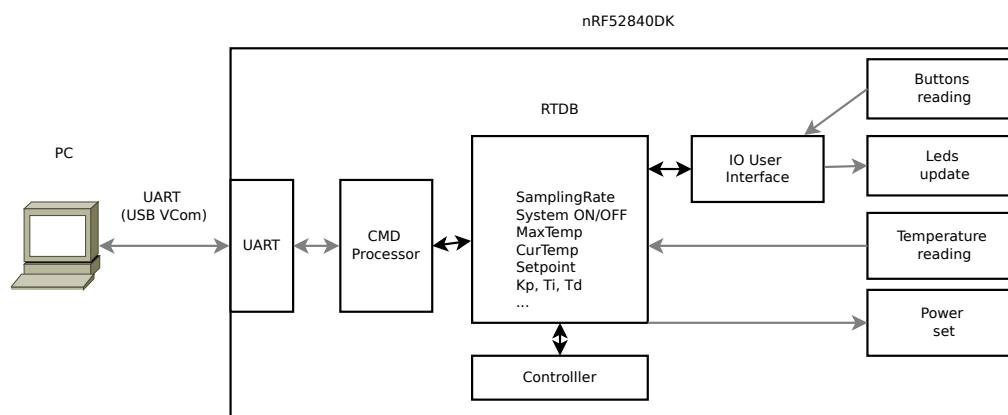 nRF52840DK
Buttons
reading
RTDB
PC
IO User
Interface
Leds
update
UART
(USB VCom)
SamplingRate
System ON/OFF
MaxTemp
CurTemp
Setpoint
Kp, Ti, Td
...
UART
CMD
Processor
Temperature
reading
Power
set
Controlller